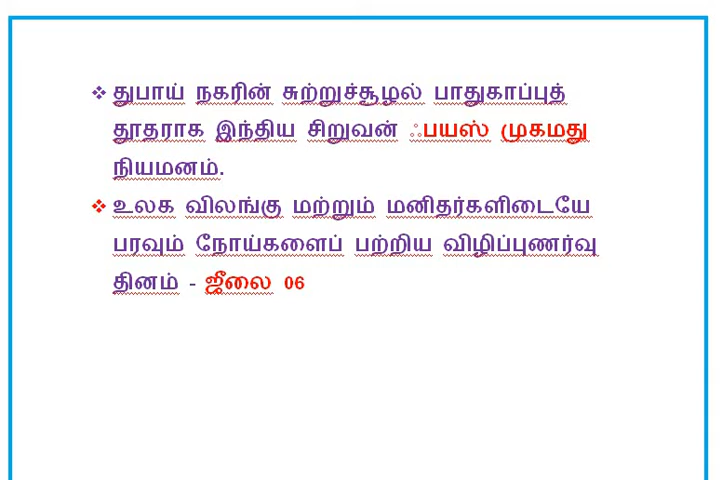 ❖ துபாய் நகரின் சுற்றுச்சூழல் பாதுகாப்புத்
தூதராக இந்திய சிறுவன் ஃபயஸ் முகமது
நியமனம்.
❖ உலக விலங்கு மற்றும் மனிதர்களிடையே
பரவும் நோய்களைப் பற்றிய விழிப்புணர்வு
தினம் - ஜீலை 06